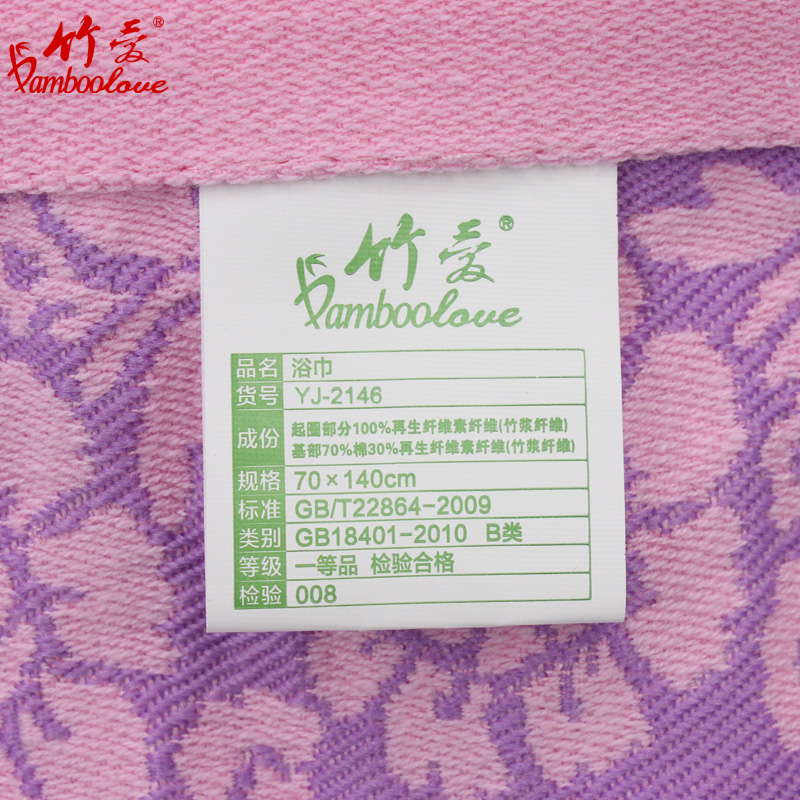 竹爱®
Bamboolove
竹爱®
Bamboolove
品名 浴巾
货号 YJ-2146
成份 起圈部分100%再生纤维素纤维(竹浆纤维)
基部70%棉30%再生纤维素纤维(竹浆纤维)
规格 70×140cm
标准 GB/T22864-2009
类别 GB18401-2010 B类
等级 一等品 检验合格
检验 008